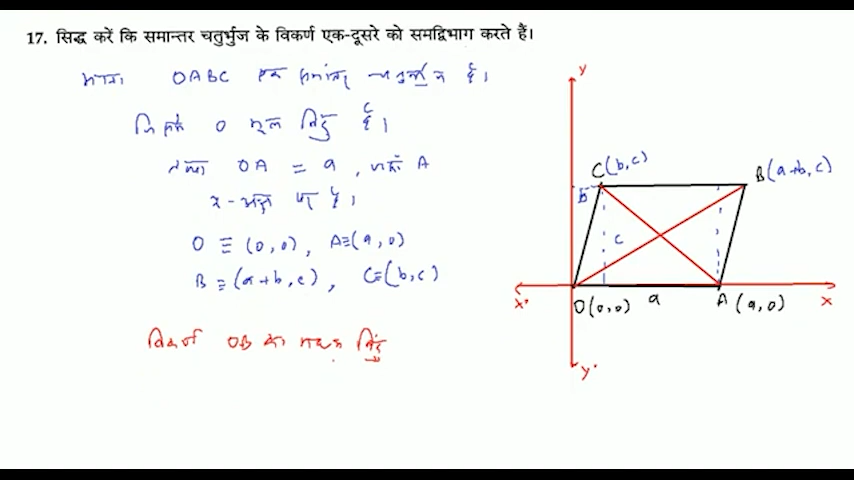 17. सिद्ध करें कि समान्तर चतुर्भुज के विकर्ण एक-दूसरे को समद्विभाग करते हैं।
माना OABC एक समांतर चतुर्भुज है।
जिसमें O मूल बिंदु है।
तथा OA = a, जहाँ A
x-अक्ष पर है।
O ≡ (0,0), A≡(a,0)
B ≡ (a+b,c), C≡(b,c)
विकर्ण OB का मध्य बिंदु
Y
C(b,c)
B(a+b,c)
b
c
X'
O(0,0)
a
A (a,0)
X
Y'